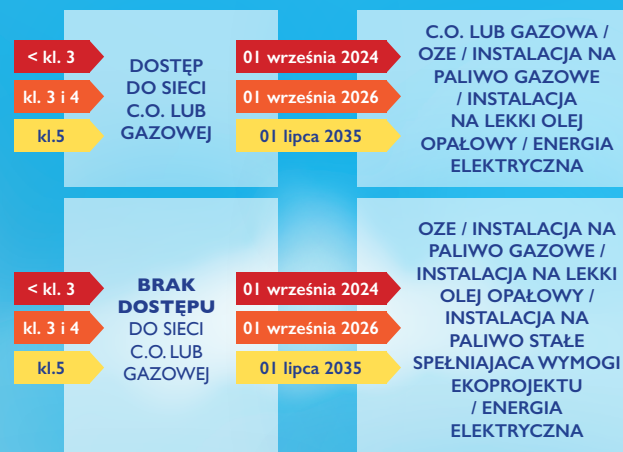 < kl. 3
kl. 3 i 4
kl.5
DOSTĘP
DO SIECI
C.O. LUB
GAZOWEJ
01 września 2024
01 września 2026
01 lipca 2035
C.O. LUB GAZOWA /
OZE / INSTALACJA NA
PALIWO GAZOWE
/ INSTALACJA
NA LEKKI OLEJ
OPAŁOWY / ENERGIA
ELEKTRYCZNA
< kl. 3
kl. 3 i 4
kl.5
BRAK
DOSTĘPU
DO SIECI
C.O. LUB
GAZOWEJ
01 września 2024
01 września 2026
01 lipca 2035
OZE / INSTALACJA NA
PALIWO GAZOWE /
INSTALACJA NA LEKKI
OLEJ OPAŁOWY /
INSTALACJA NA
PALIWO STAŁE
SPEŁNIAJACA WYMOGI
EKOPROJEKTU
/ ENERGIA
ELEKTRYCZNA